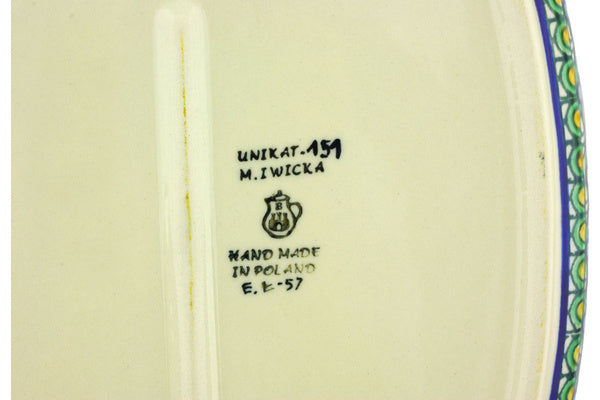 UNIKAT-151
M.IWICKA
B
HAND MADE
IN POLAND
E.Ł-57